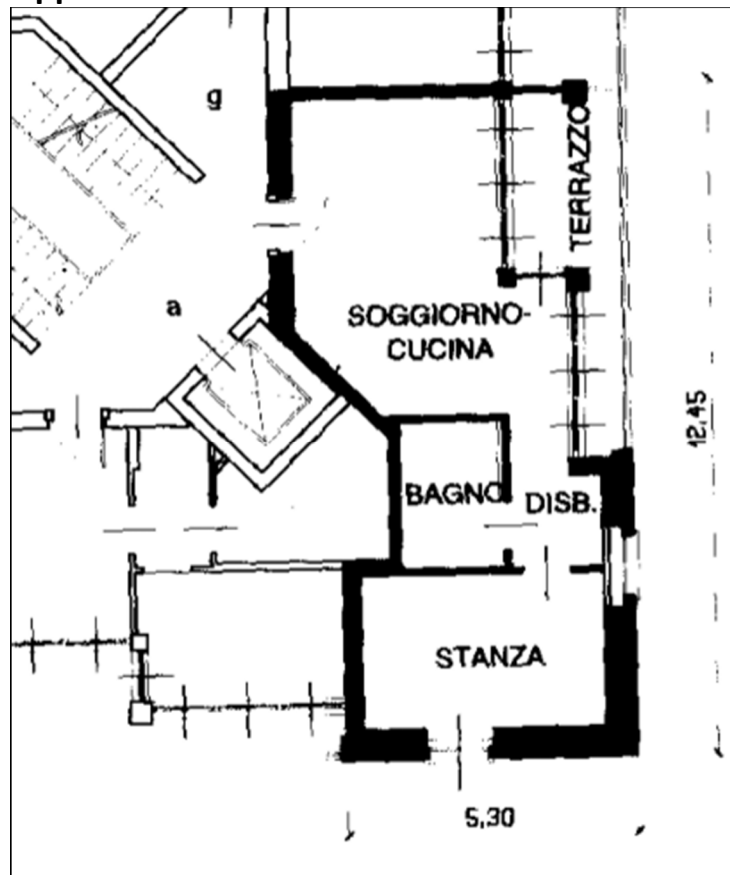 g
TERRAZZO
a
SOGGIORNO-
CUCINA
12,45
BAGNO
DISB.
STANZA
5,30